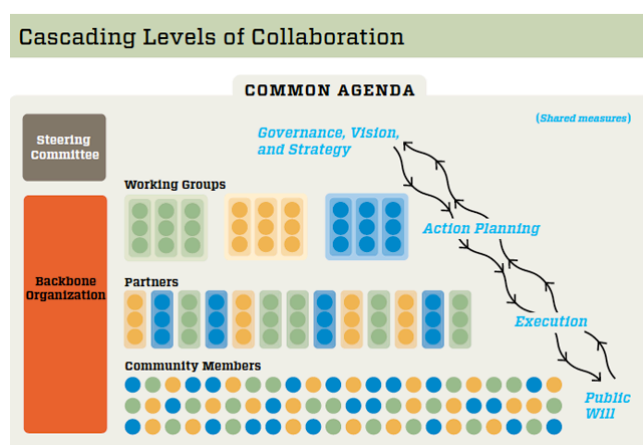 Cascading Levels of Collaboration
COMMON AGENDA
Steering
Committee
Governance, Vision,
and Strategy
(Shared measures)
Working Groups
Action Planning
Backbone
Organization
Partners
Execution
Community Members
Public
Will